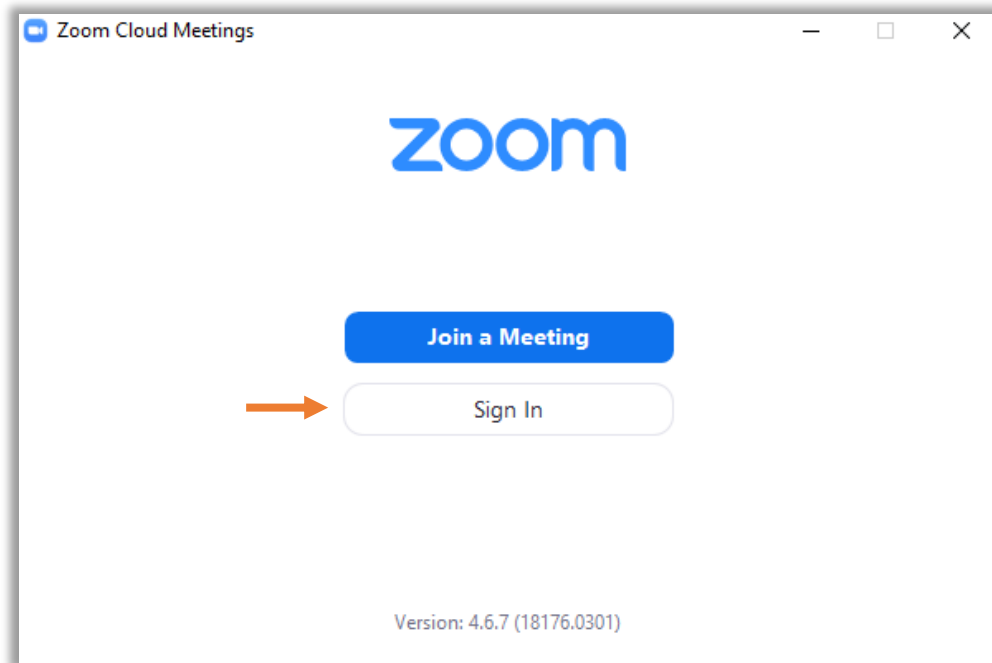 Zoom Cloud Meetings
zoom
Join a Meeting
Sign In
Version: 4.6.7 (18176.0301)